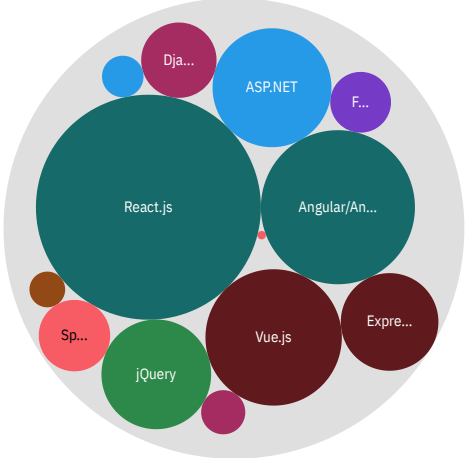 Dja...
ASP.NET
F...
React.js
Angular/An...
Expre...
Vue.js
Sp...
jQuery